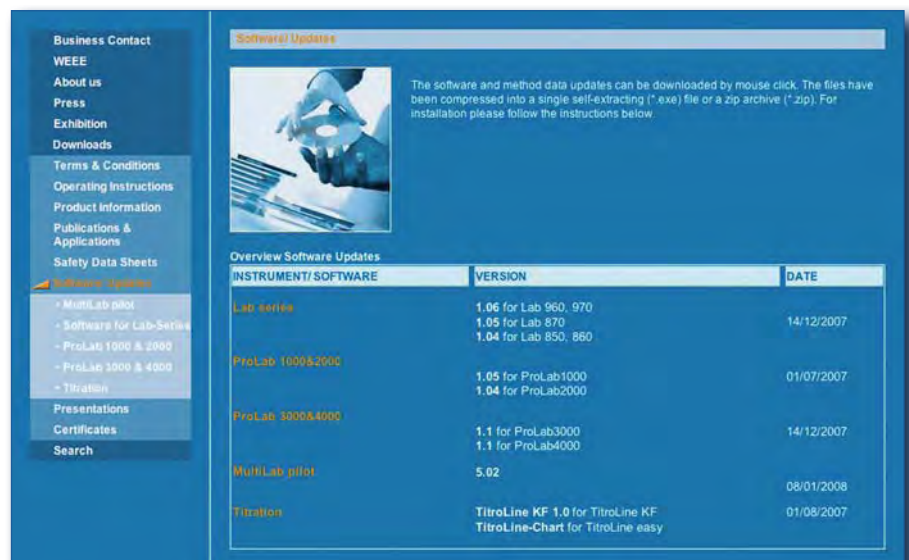 Business Contact
WEEE
About us
Press
Exhibition
Downloads
Terms & Conditions
Operating Instructions
Product Information
Publications &
Applications
Safety Data Sheets
Software Updates
- MultiLab pilot
- Software for Lab-Series
- ProLab 1000 & 2000
- ProLab 3000 & 4000
- Titration
Presentations
Certificates
Search
Software/ Updates
The software and method data updates can be downloaded by mouse click. The files have
been compressed into a single self-extracting (*.exe) file or a zip archive (*.zip). For
installation please follow the instructions below
Overview Software Updates
INSTRUMENT/ SOFTWARE VERSION DATE
Lab series 1.06 for Lab 960, 970
1.05 for Lab 870 14/12/2007
1.04 for Lab 850, 860
ProLab 1000&2000
1.05 for ProLab1000 01/07/2007
1.04 for ProLab2000
ProLab 3000&4000
1.1 for ProLab3000 14/12/2007
1.1 for ProLab4000
MultiLab pilot 5.02
08/01/2008
Titration TitroLine KF 1.0 for TitroLine KF 01/08/2007
TitroLine-Chart for TitroLine easy